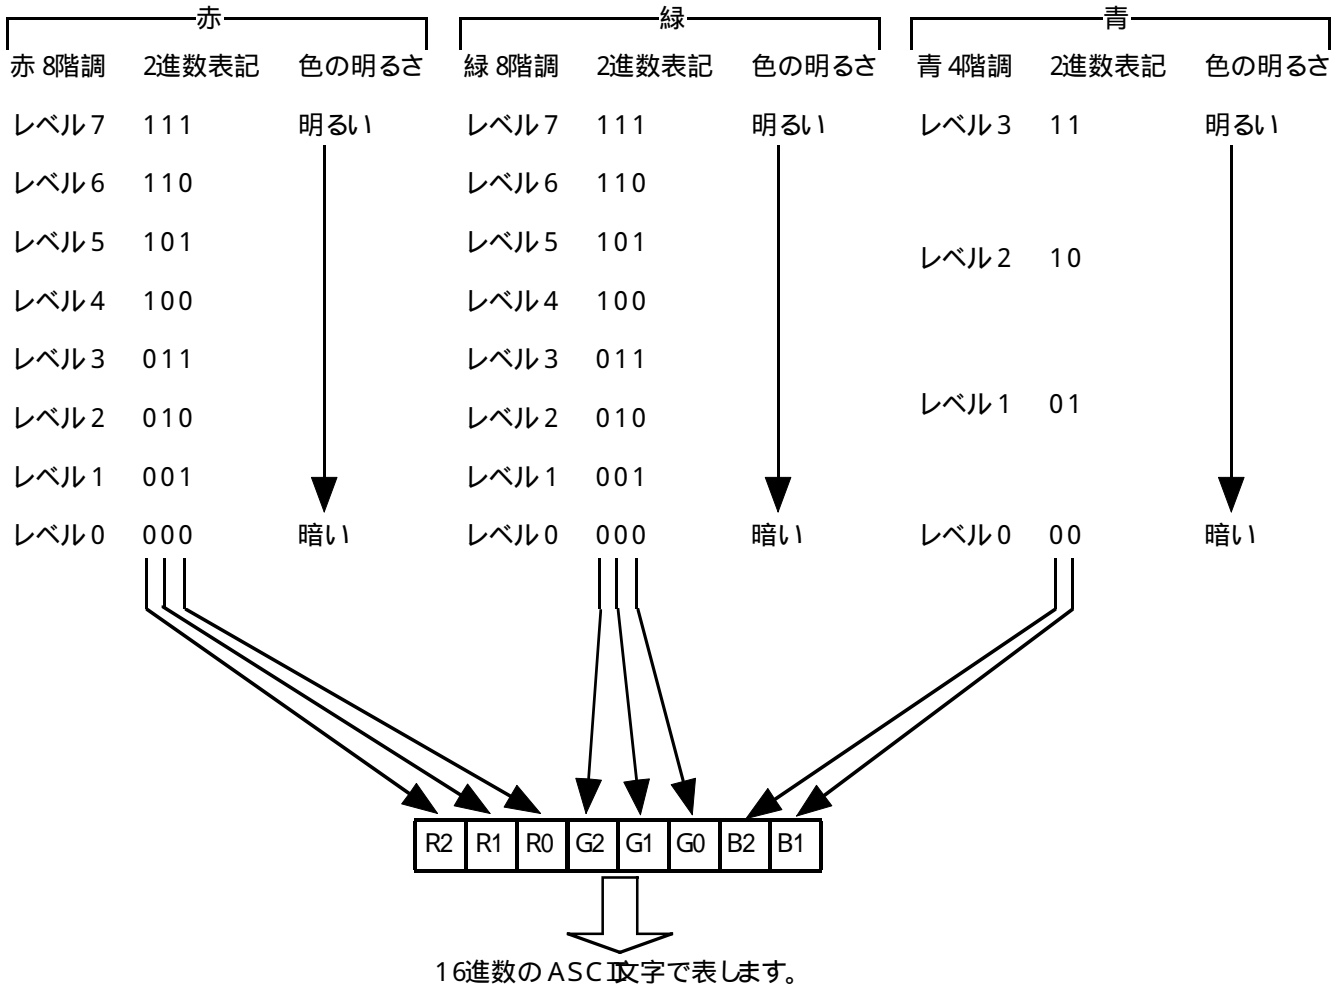 赤 緑 青
赤 8階調 2進数表記 色の明るさ 緑 8階調 2進数表記 色の明るさ 青 4階調 2進数表記 色の明るさ
レベル7 111 明るい レベル7 111 明るい レベル3 11 明るい
レベル6 110 レベル6 110
レベル5 101 レベル5 101
レベル2 10
レベル4 100 レベル4 100
レベル3 011 レベル3 011
レベル1 01
レベル2 010 レベル2 010
レベル1 001 レベル1 001
レベル0 000 暗い レベル0 000 暗い レベル0 00 暗い
R2 R1 R0 G2 G1 G0 B2 B1
16進数のASCII文字で表します。